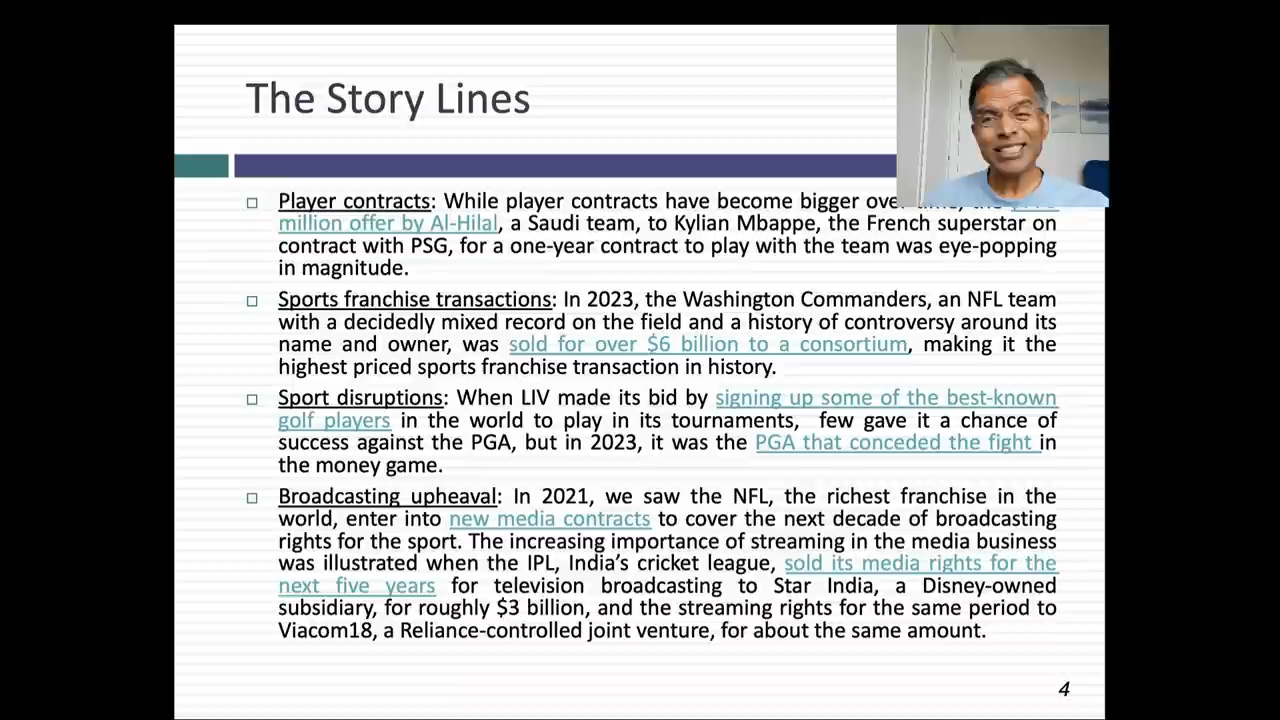 The Story Lines
Player contracts: While player contracts have become bigger over
million offer by Al-Hilal, a Saudi team, to Kylian Mbappe, the French superstar on
contract with PSG, for a one-year contract to play with the team was eye-popping
in magnitude.
Sports franchise transactions: In 2023, the Washington Commanders, an NFL team
with a decidedly mixed record on the field and a history of controversy around its
name and owner, was sold for over $6 billion to a consortium, making it the
highest priced sports franchise transaction in history.
Sport disruptions: When LIV made its bid by signing up some of the best-known
golf players in the world to play in its tournaments, few gave it a chance of
success against the PGA, but in 2023, it was the PGA that conceded the fight in
the money game.
Broadcasting upheaval: In 2021, we saw the NFL, the richest franchise in the
world, enter into new media contracts to cover the next decade of broadcasting
rights for the sport. The increasing importance of streaming in the media business
was illustrated when the IPL, India's cricket league, sold its media rights for the
next five years for television broadcasting to Star India, a Disney-owned
subsidiary, for roughly $3 billion, and the streaming rights for the same period to
Viacom18, a Reliance-controlled joint venture, for about the same amount.
4